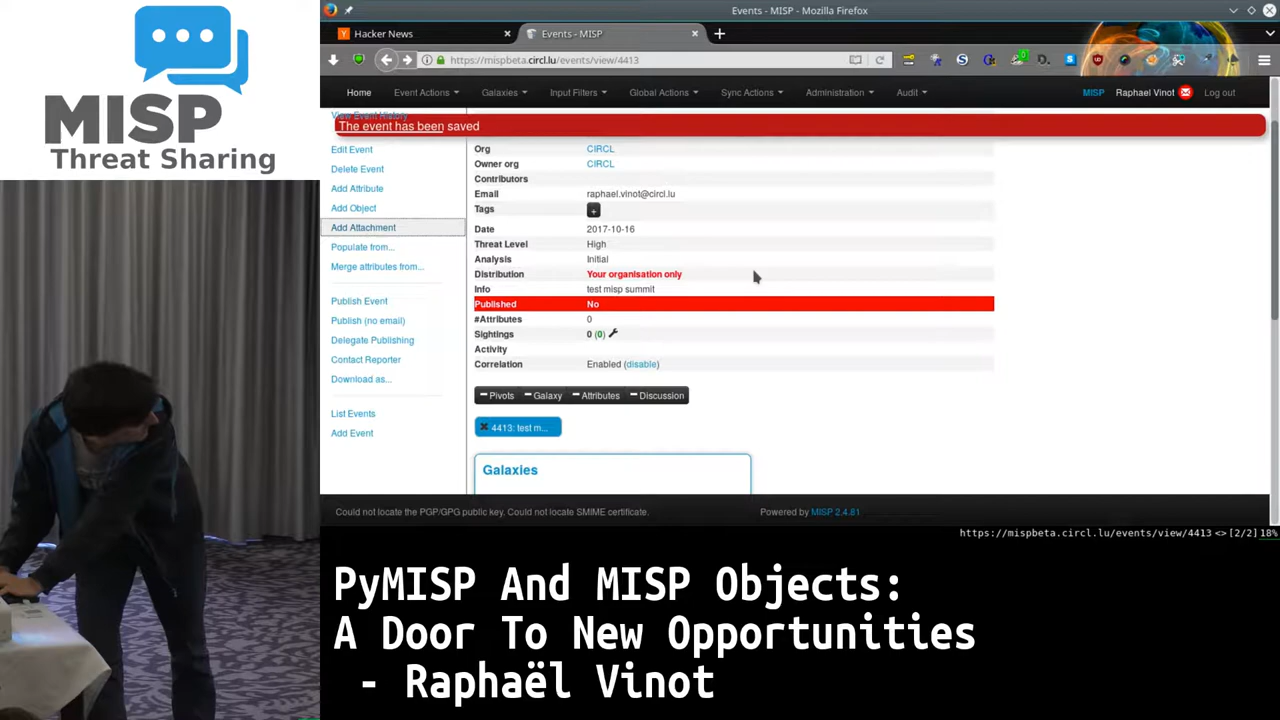 MISP
Threat Sharing
Events - MISP - Mozilla Firefox
Hacker News
Events - MISP
https://mispbeta.circl.lu/events/view/4413
Home
Event Actions
Galaxies
Input Filters
Global Actions
Sync Actions
Administration
Audit
MISP
Raphael Vinot
Log out
View Event History
The event has been saved
Edit Event
Delete Event
Add Attribute
Add Object
Add Attachment
Populate from...
Merge attributes from...
Publish Event
Publish (no email)
Delegate Publishing
Contact Reporter
Download as...
List Events
Add Event
Org CIRCL
Owner org CIRCL
Contributors
Email raphael.vinot@circl.lu
Tags +
Date 2017-10-16
Threat Level High
Analysis Initial
Distribution Your organisation only
Info test misp summit
Published No
#Attributes 0
Sightings 0 (0)
Activity
Correlation Enabled (disable)
Pivots Galaxy Attributes Discussion
4413: test m...
Galaxies
Could not locate the PGP/GPG public key. Could not locate SMIME certificate.
Powered by MISP 2.4.81
https://mispbeta.circl.lu/events/view/4413 <> [2/2] 18%
PyMISP And MISP Objects:
A Door To New Opportunities
- Raphaël Vinot